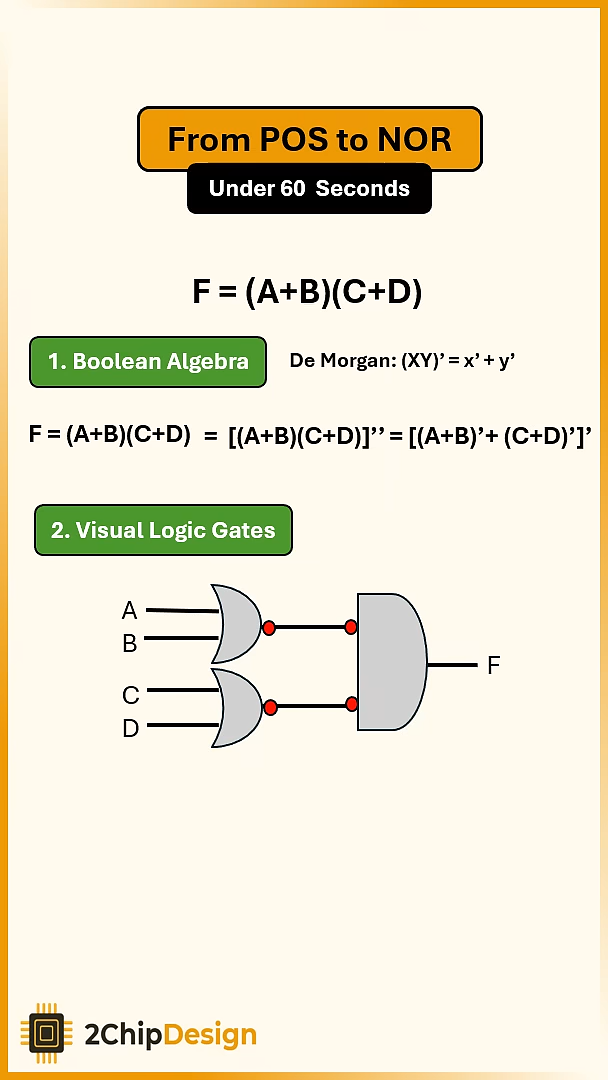 From POS to NOR
Under 60 Seconds
F = (A+B)(C+D)
1. Boolean Algebra
De Morgan: (XY)’ = x’ + y’
F = (A+B)(C+D) = [(A+B)(C+D)]’’ = [(A+B)’+ (C+D)’]’
2. Visual Logic Gates
A
B
C
D
F
2ChipDesign